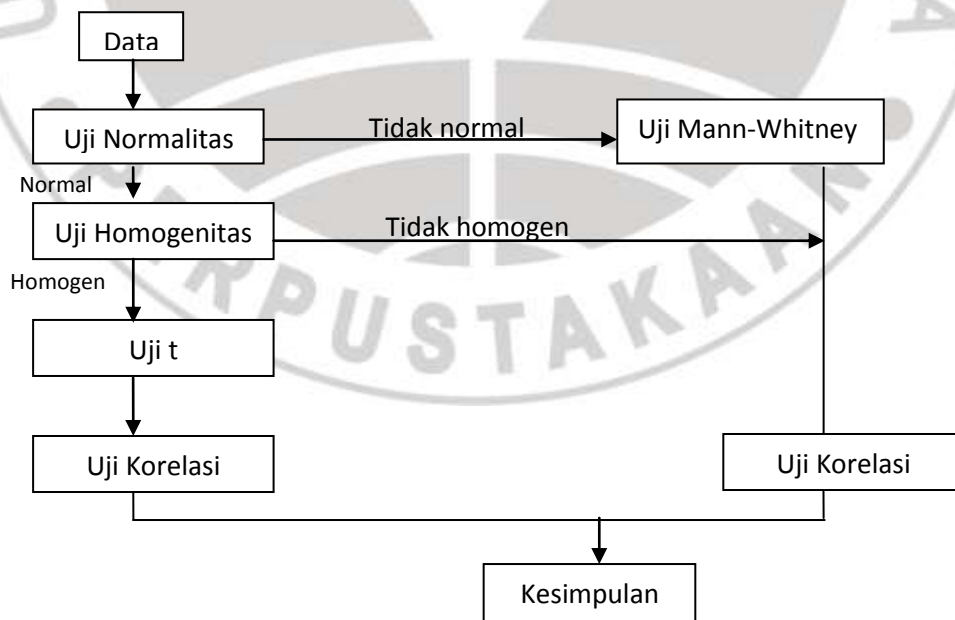 Data
Uji Normalitas
Tidak normal
Uji Mann-Whitney
Normal
Uji Homogenitas
Tidak homogen
Homogen
Uji t
Uji Korelasi
Uji Korelasi
Kesimpulan
PERPUSTAKAAN